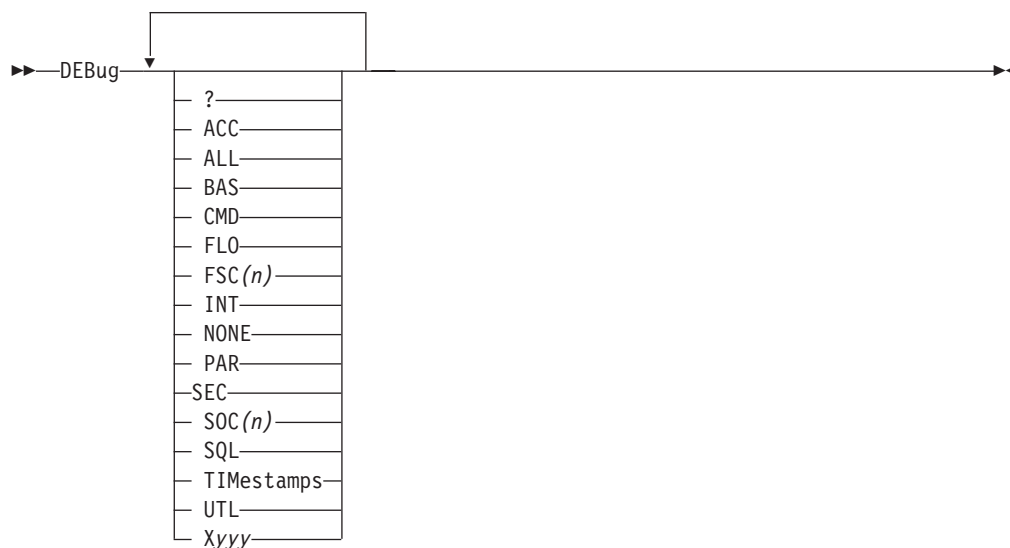 DEBug
?
ACC
ALL
BAS
CMD
FLO
FSC(n)
INT
NONE
PAR
SEC
SOC(n)
SQL
TIMestamps
UTL
Xyyy